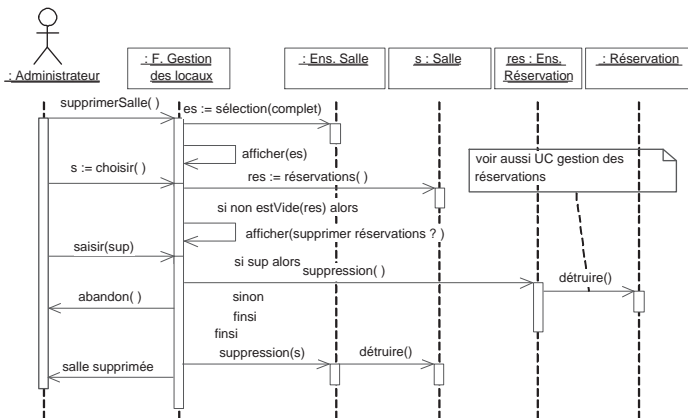 : Administrateur
: F. Gestion
des locaux
: Ens. Salle
s : Salle
res : Ens.
Réservation
: Réservation
supprimerSalle( )
es := sélection(complet)
afficher(es)
s := choisir( )
res := réservations( )
voir aussi UC gestion des
réservations
si non estVide(res) alors
afficher(supprimer réservations ? )
saisir(sup)
si sup alors
suppression( )
détruire()
abandon( )
sinon
finsi
finsi
suppression(s)
détruire()
salle supprimée